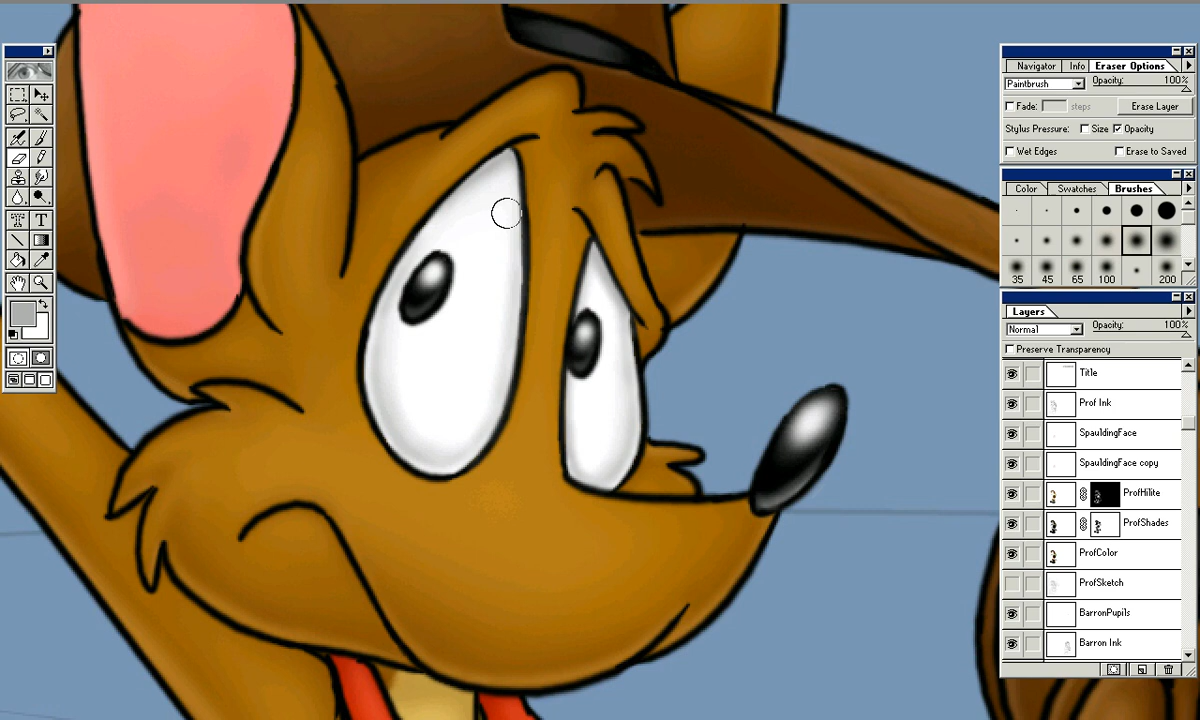 Navigator Info Eraser Options
Paintbrush Opacity: 100%
Fade: steps Erase Layer
Stylus Pressure: Size Opacity
Wet Edges Erase to Saved
Color Swatches Brushes
35 45 65 100 200
Layers
Normal Opacity: 100%
Preserve Transparency
Title
Prof Ink
SpauldingFace
SpauldingFace copy
ProfHilite
ProfShades
ProfColor
ProfSketch
BarronPupils
Barron Ink
T T